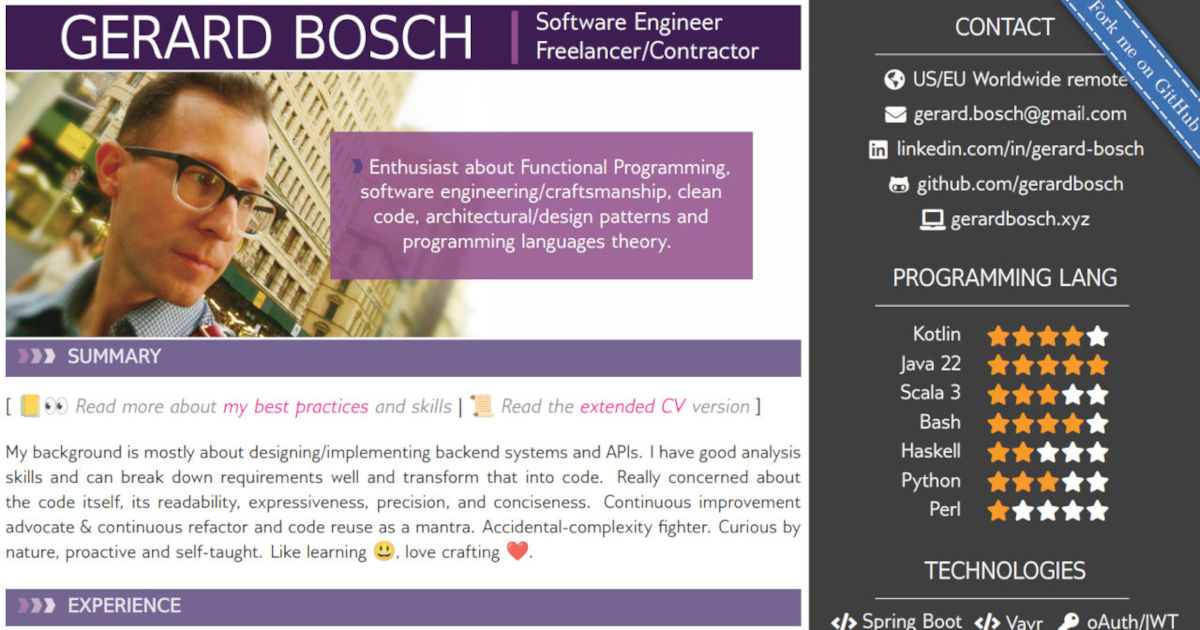 GERARD BOSCH
Software Engineer
Freelancer/Contractor
Enthusiast about Functional Programming,
software engineering/craftsmanship, clean
code, architectural/design patterns and
programming languages theory.
SUMMARY
[ 📒👀 Read more about my best practices and skills | 📜 Read the extended CV version ]
My background is mostly about designing/implementing backend systems and APIs. I have good analysis
skills and can break down requirements well and transform that into code. Really concerned about
the code itself, its readability, expressiveness, precision, and conciseness. Continuous improvement
advocate & continuous refactor and code reuse as a mantra. Accidental-complexity fighter. Curious by
nature, proactive and self-taught. Like learning 😃, love crafting ❤️.
EXPERIENCE
CONTACT
US/EU Worldwide remote
gerard.bosch@gmail.com
linkedin.com/in/gerard-bosch
github.com/gerardbosch
gerardbosch.xyz
Fork me on GitHub
PROGRAMMING LANG
Kotlin
Java 22
Scala 3
Bash
Haskell
Python
Perl
TECHNOLOGIES
Spring Boot Vavr oAuth/JWT